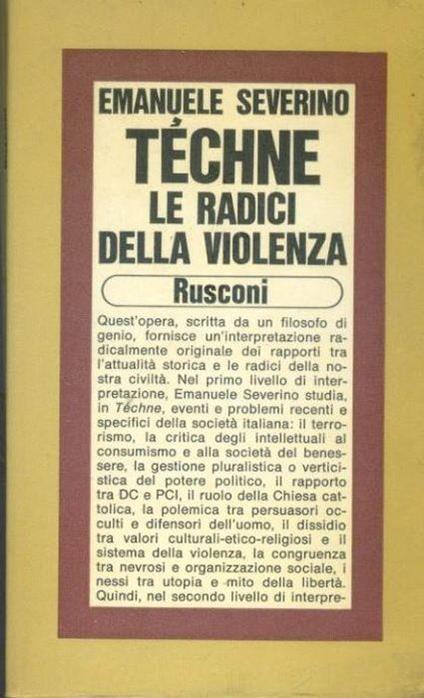 EMANUELE SEVERINO
TÉCHNE
LE RADICI
DELLA VIOLENZA
Rusconi
Quest'opera, scritta da un filosofo di
genio, fornisce un'interpretazione ra-
dicalmente originale dei rapporti tra
l'attualità storica e le radici della no-
stra civiltà. Nel primo livello di inter-
pretazione, Emanuele Severino studia,
in Téchne, eventi e problemi recenti e
specifici della società italiana: il terro-
rismo, la critica degli intellettuali al
consumismo e alla società del benes-
sere, la gestione pluralistica o vertici-
stica del potere politico, il rapporto
tra DC e PCI, il ruolo della Chiesa cat-
tolica, la polemica tra persuasori oc-
culti e difensori dell'uomo, il dissidio
tra valori culturali-etico-religiosi e il
sistema della violenza, la congruenza
tra nevrosi e organizzazione sociale, i
nessi tra utopia e mito della libertà.
Quindi, nel secondo livello di interpre-